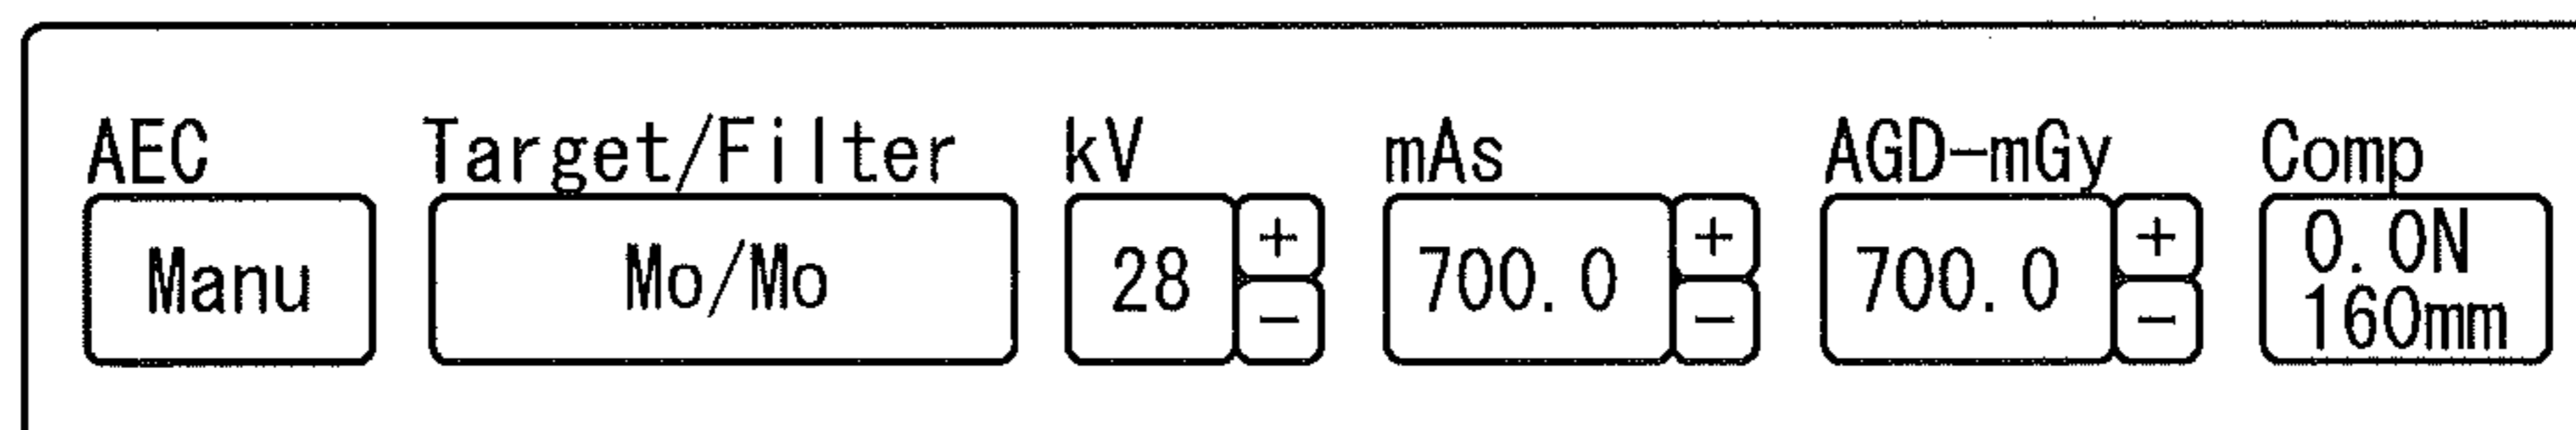 AEC Target/Filter kV mAs AGD-mGy Comp
Manu Mo/Mo 28 + - 700.0 + - 700.0 + - 0.0N
160mm